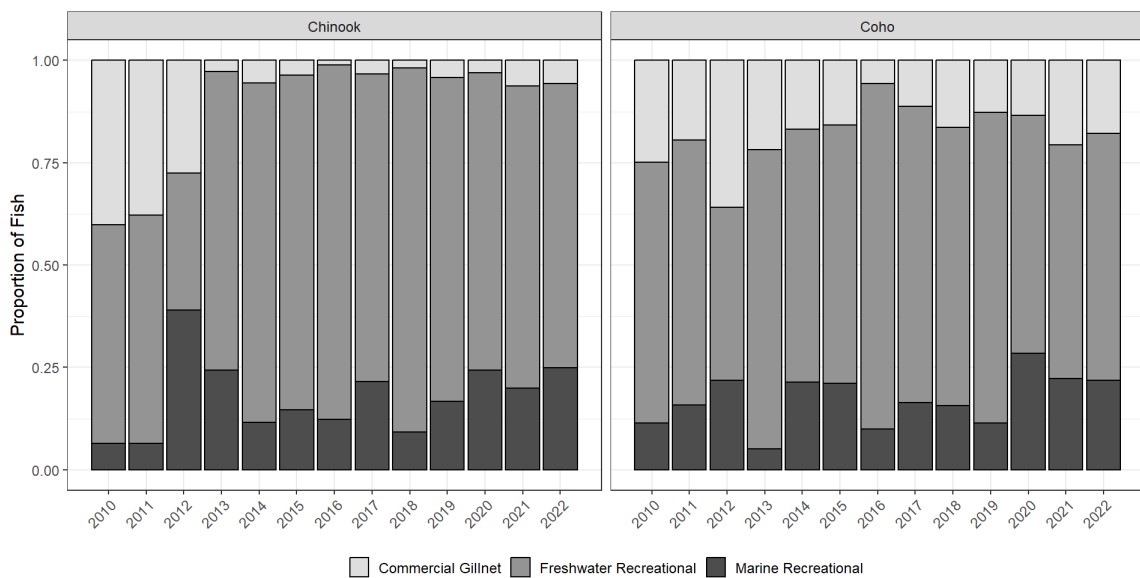 Chinook
Coho
Proportion of Fish
1.00
0.75
0.50
0.25
0.00
2010 2011 2012 2013 2014 2015 2016 2017 2018 2019 2020 2021 2022
2010 2011 2012 2013 2014 2015 2016 2017 2018 2019 2020 2021 2022
Commercial Gillnet Freshwater Recreational Marine Recreational